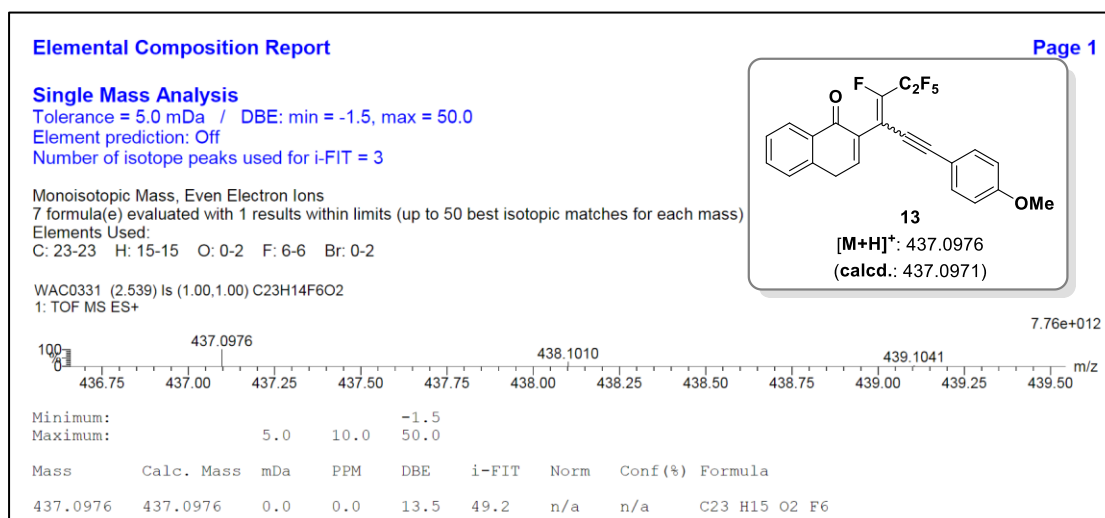 Elemental Composition Report
Page 1
Single Mass Analysis
Tolerance = 5.0 mDa / DBE: min = -1.5, max = 50.0
Element prediction: Off
Number of isotope peaks used for i-FIT = 3
Monoisotopic Mass, Even Electron Ions
7 formula(e) evaluated with 1 results within limits (up to 50 best isotopic matches for each mass)
Elements Used:
C: 23-23 H: 15-15 O: 0-2 F: 6-6 Br: 0-2
WAC0331 (2.539) Is (1.00,1.00) C23H14F6O2
1: TOF MS ES+
F C₂F₅
O
OMe
13
[M+H]⁺: 437.0976
(calcd.: 437.0971)
7.76e+012
437.0976 438.1010 439.1041
100
%
0
m/z
436.75 437.00 437.25 437.50 437.75 438.00 438.25 438.50 438.75 439.00 439.25 439.50
Minimum: -1.5
Maximum: 5.0 10.0 50.0
Mass Calc. Mass mDa PPM DBE i-FIT Norm Conf(%) Formula
437.0976 437.0976 0.0 0.0 13.5 49.2 n/a n/a C23 H15 O2 F6